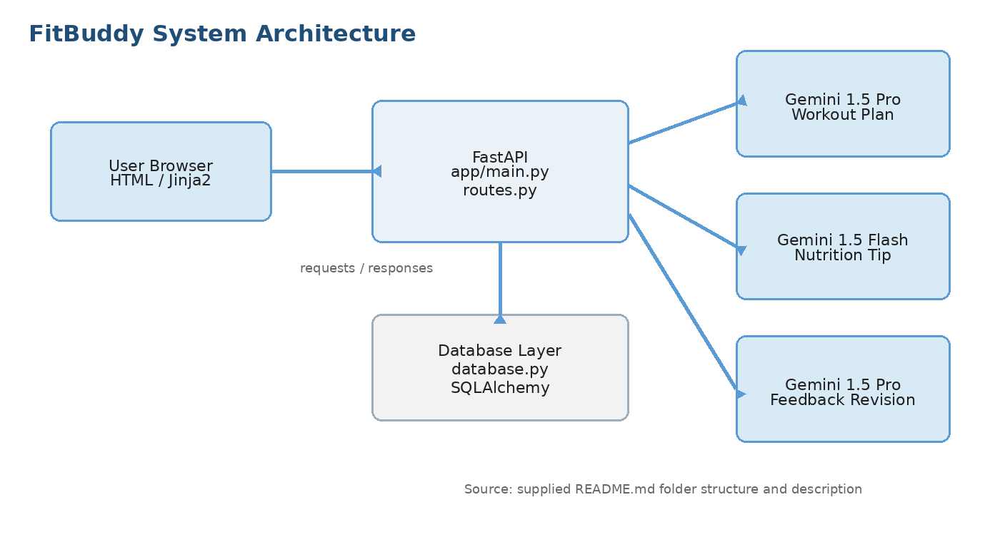 FitBuddy System Architecture
User Browser
HTML / Jinja2
FastAPI
app/main.py
routes.py
requests / responses
Database Layer
database.py
SQLAlchemy
Gemini 1.5 Pro
Workout Plan
Gemini 1.5 Flash
Nutrition Tip
Gemini 1.5 Pro
Feedback Revision
Source: supplied README.md folder structure and description